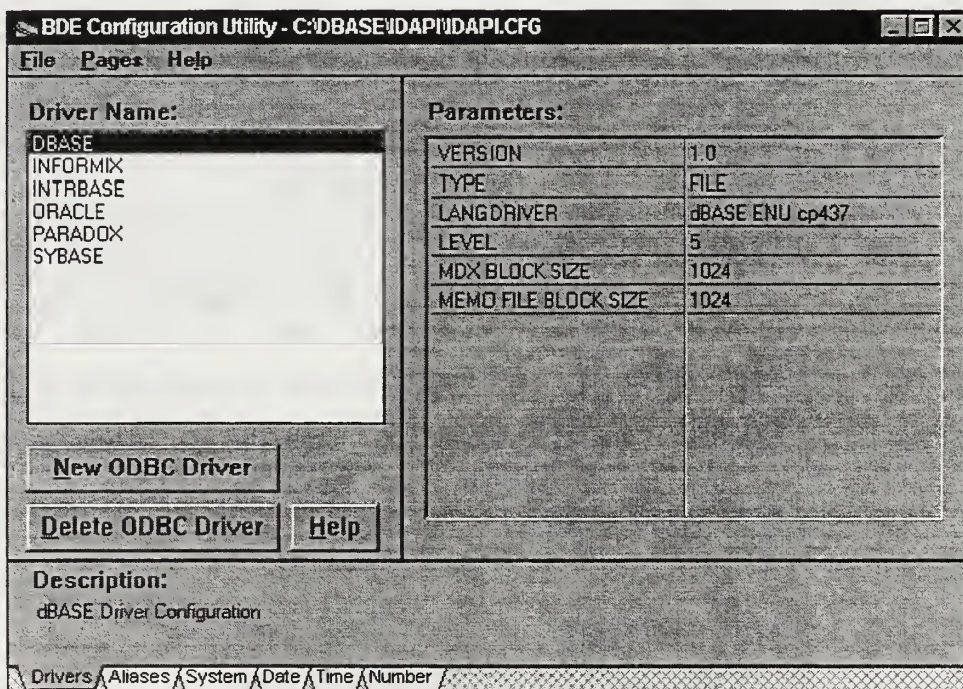 BDE Configuration Utility - C:\DBASE\IDAPI\IDAPI.CFG
File Pages Help
Driver Name:
DBASE
INFORMIX
INTRBASE
ORACLE
PARADOX
SYBASE
New ODBC Driver
Delete ODBC Driver Help
Parameters:
VERSION 1.0
TYPE FILE
LANGDRIVER dBASE ENU cp437
LEVEL 5
MDX BLOCK SIZE 1024
MEMO FILE BLOCK SIZE 1024
Description:
dBASE Driver Configuration
Drivers Aliases System Date Time Number